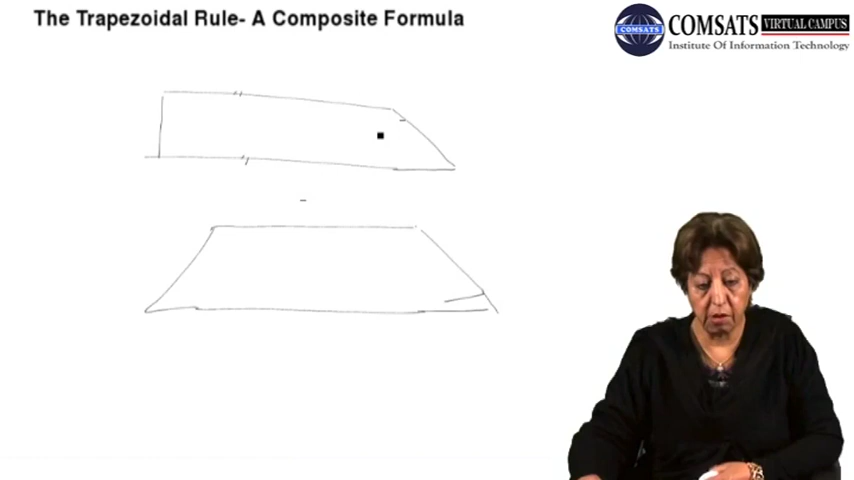 The Trapezoidal Rule- A Composite Formula
COMSATS
COMSATS VIRTUAL CAMPUS
Institute Of Information Technology